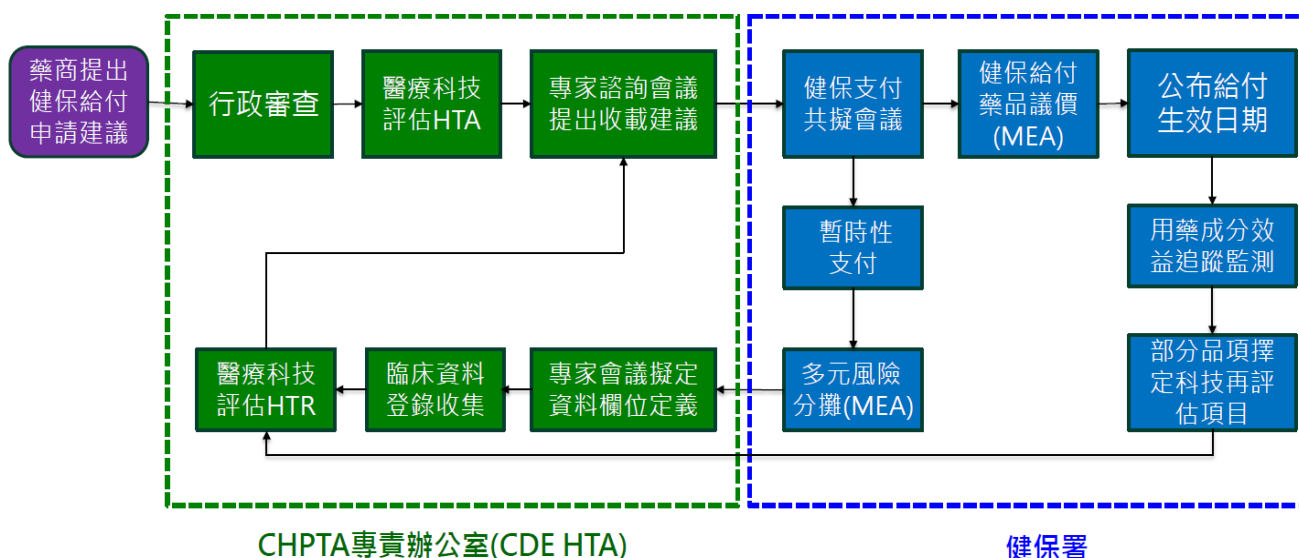 藥商提出
健保給付
申請建議
行政審查
醫療科技
評估HTA
專家諮詢會議
提出收載建議
健保支付
共擬會議
健保給付
藥品議價
(MEA)
公布給付
生效日期
暫時性
支付
用藥成分效
益追蹤監測
醫療科技
評估HTR
臨床資料
登錄收集
專家會議擬定
資料欄位定義
多元風險
分攤(MEA)
部分品項擇
定科技再評
估項目
CHPTA專責辦公室(CDE HTA)
健保署